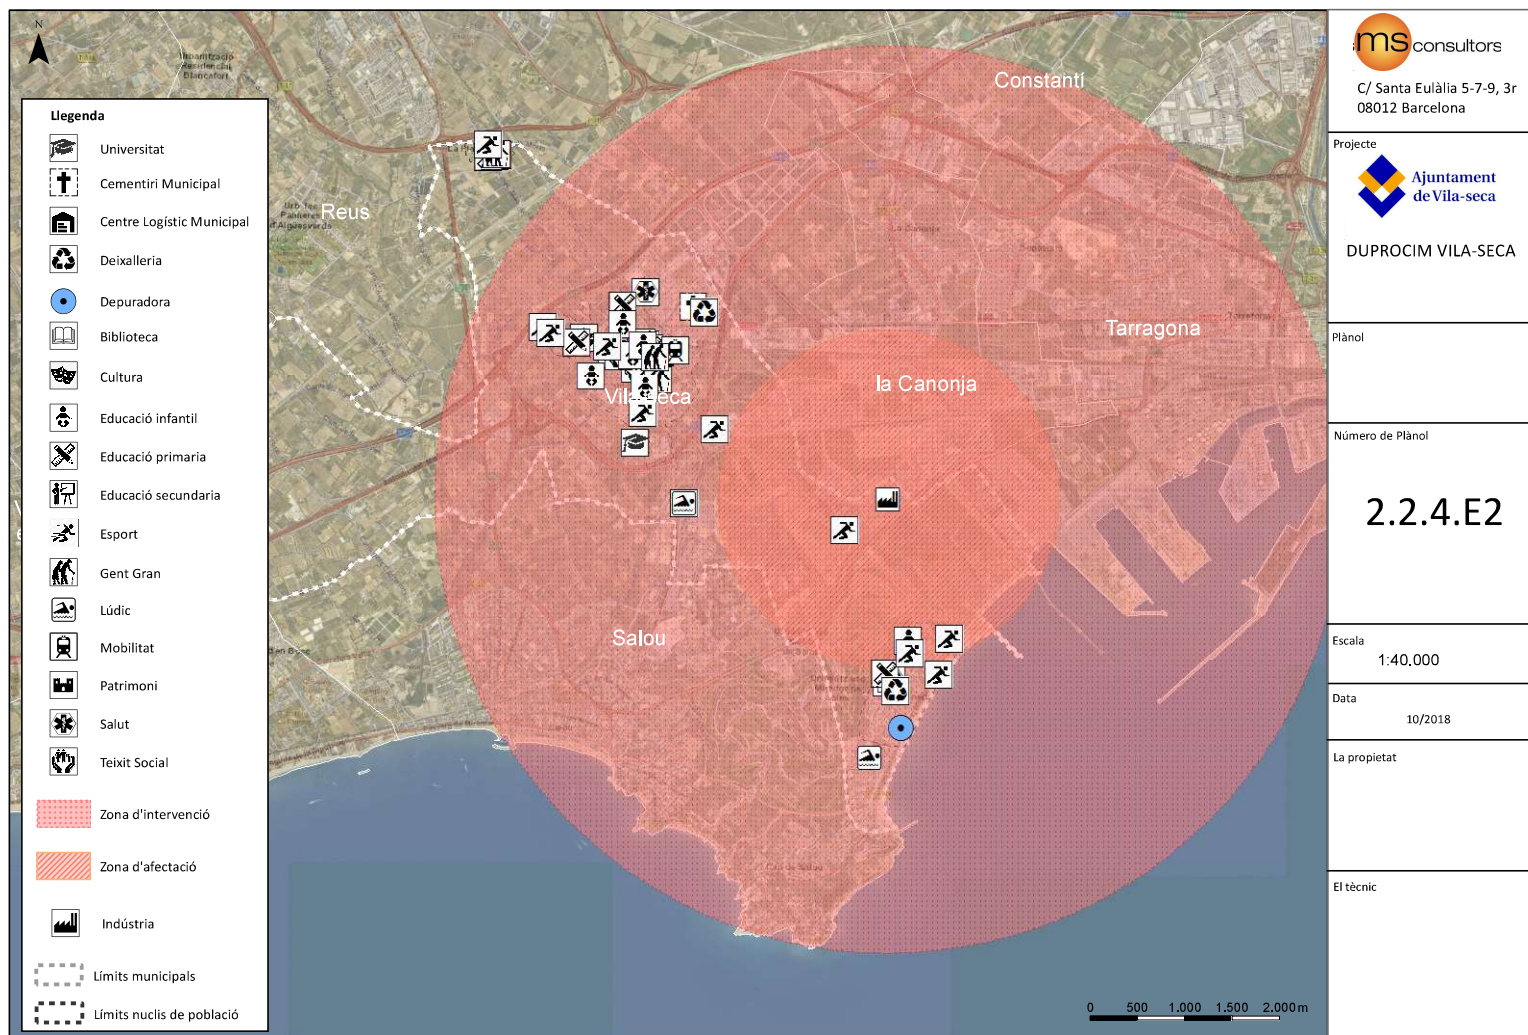 N
Constantí
Reus
Tarragona
la Canonja
Vila-seca
Salou
Llegenda
Universitat
Cementiri Municipal
Centre Logístic Municipal
Deixalleria
Depuradora
Biblioteca
Cultura
Educació infantil
Educació primaria
Educació secundaria
Esport
Gent Gran
Lúdic
Mobilitat
Patrimoni
Salut
Teixit Social
Zona d'intervenció
Zona d'afectació
Indústria
Límits municipals
Límits nuclis de població
0 500 1.000 1.500 2.000 m
ms consultors
C/ Santa Eulàlia 5-7-9, 3r
08012 Barcelona
Projecte
Ajuntament
de Vila-seca
DUPROCIM VILA-SECA
Plànol
Número de Plànol
2.2.4.E2
Escala
1:40.000
Data
10/2018
La propietat
El tècnic